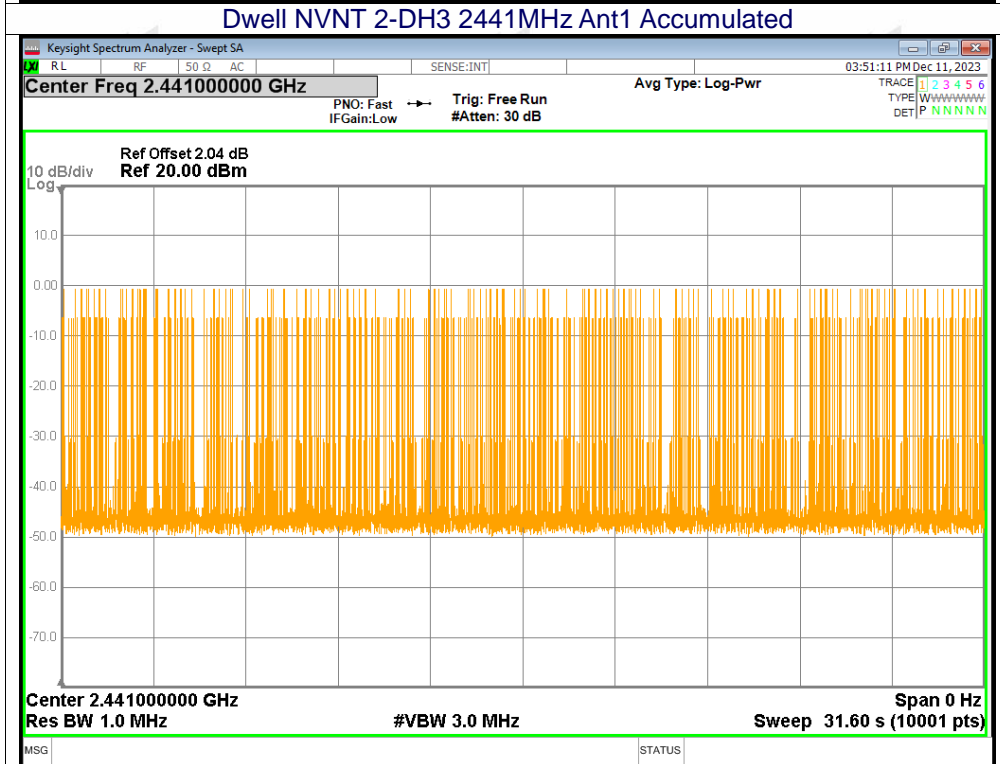 Dwell NVNT 2-DH3 2441MHz Ant1 Accumulated
Keysight Spectrum Analyzer - Swept SA
LXI RL RF 50 Ω AC SENSE:INT 03:51:11 PM Dec 11, 2023
Center Freq 2.441000000 GHz Avg Type: Log-Pwr TRACE 1 2 3 4 5 6
PNO: Fast Trig: Free Run TYPE WWWWWWW
IFGain:Low #Atten: 30 dB DET P N N N N N
Ref Offset 2.04 dB
10 dB/div Ref 20.00 dBm
Log
10.0
0.00
-10.0
-20.0
-30.0
-40.0
-50.0
-60.0
-70.0
Center 2.441000000 GHz Span 0 Hz
Res BW 1.0 MHz #VBW 3.0 MHz Sweep 31.60 s (10001 pts)
MSG STATUS